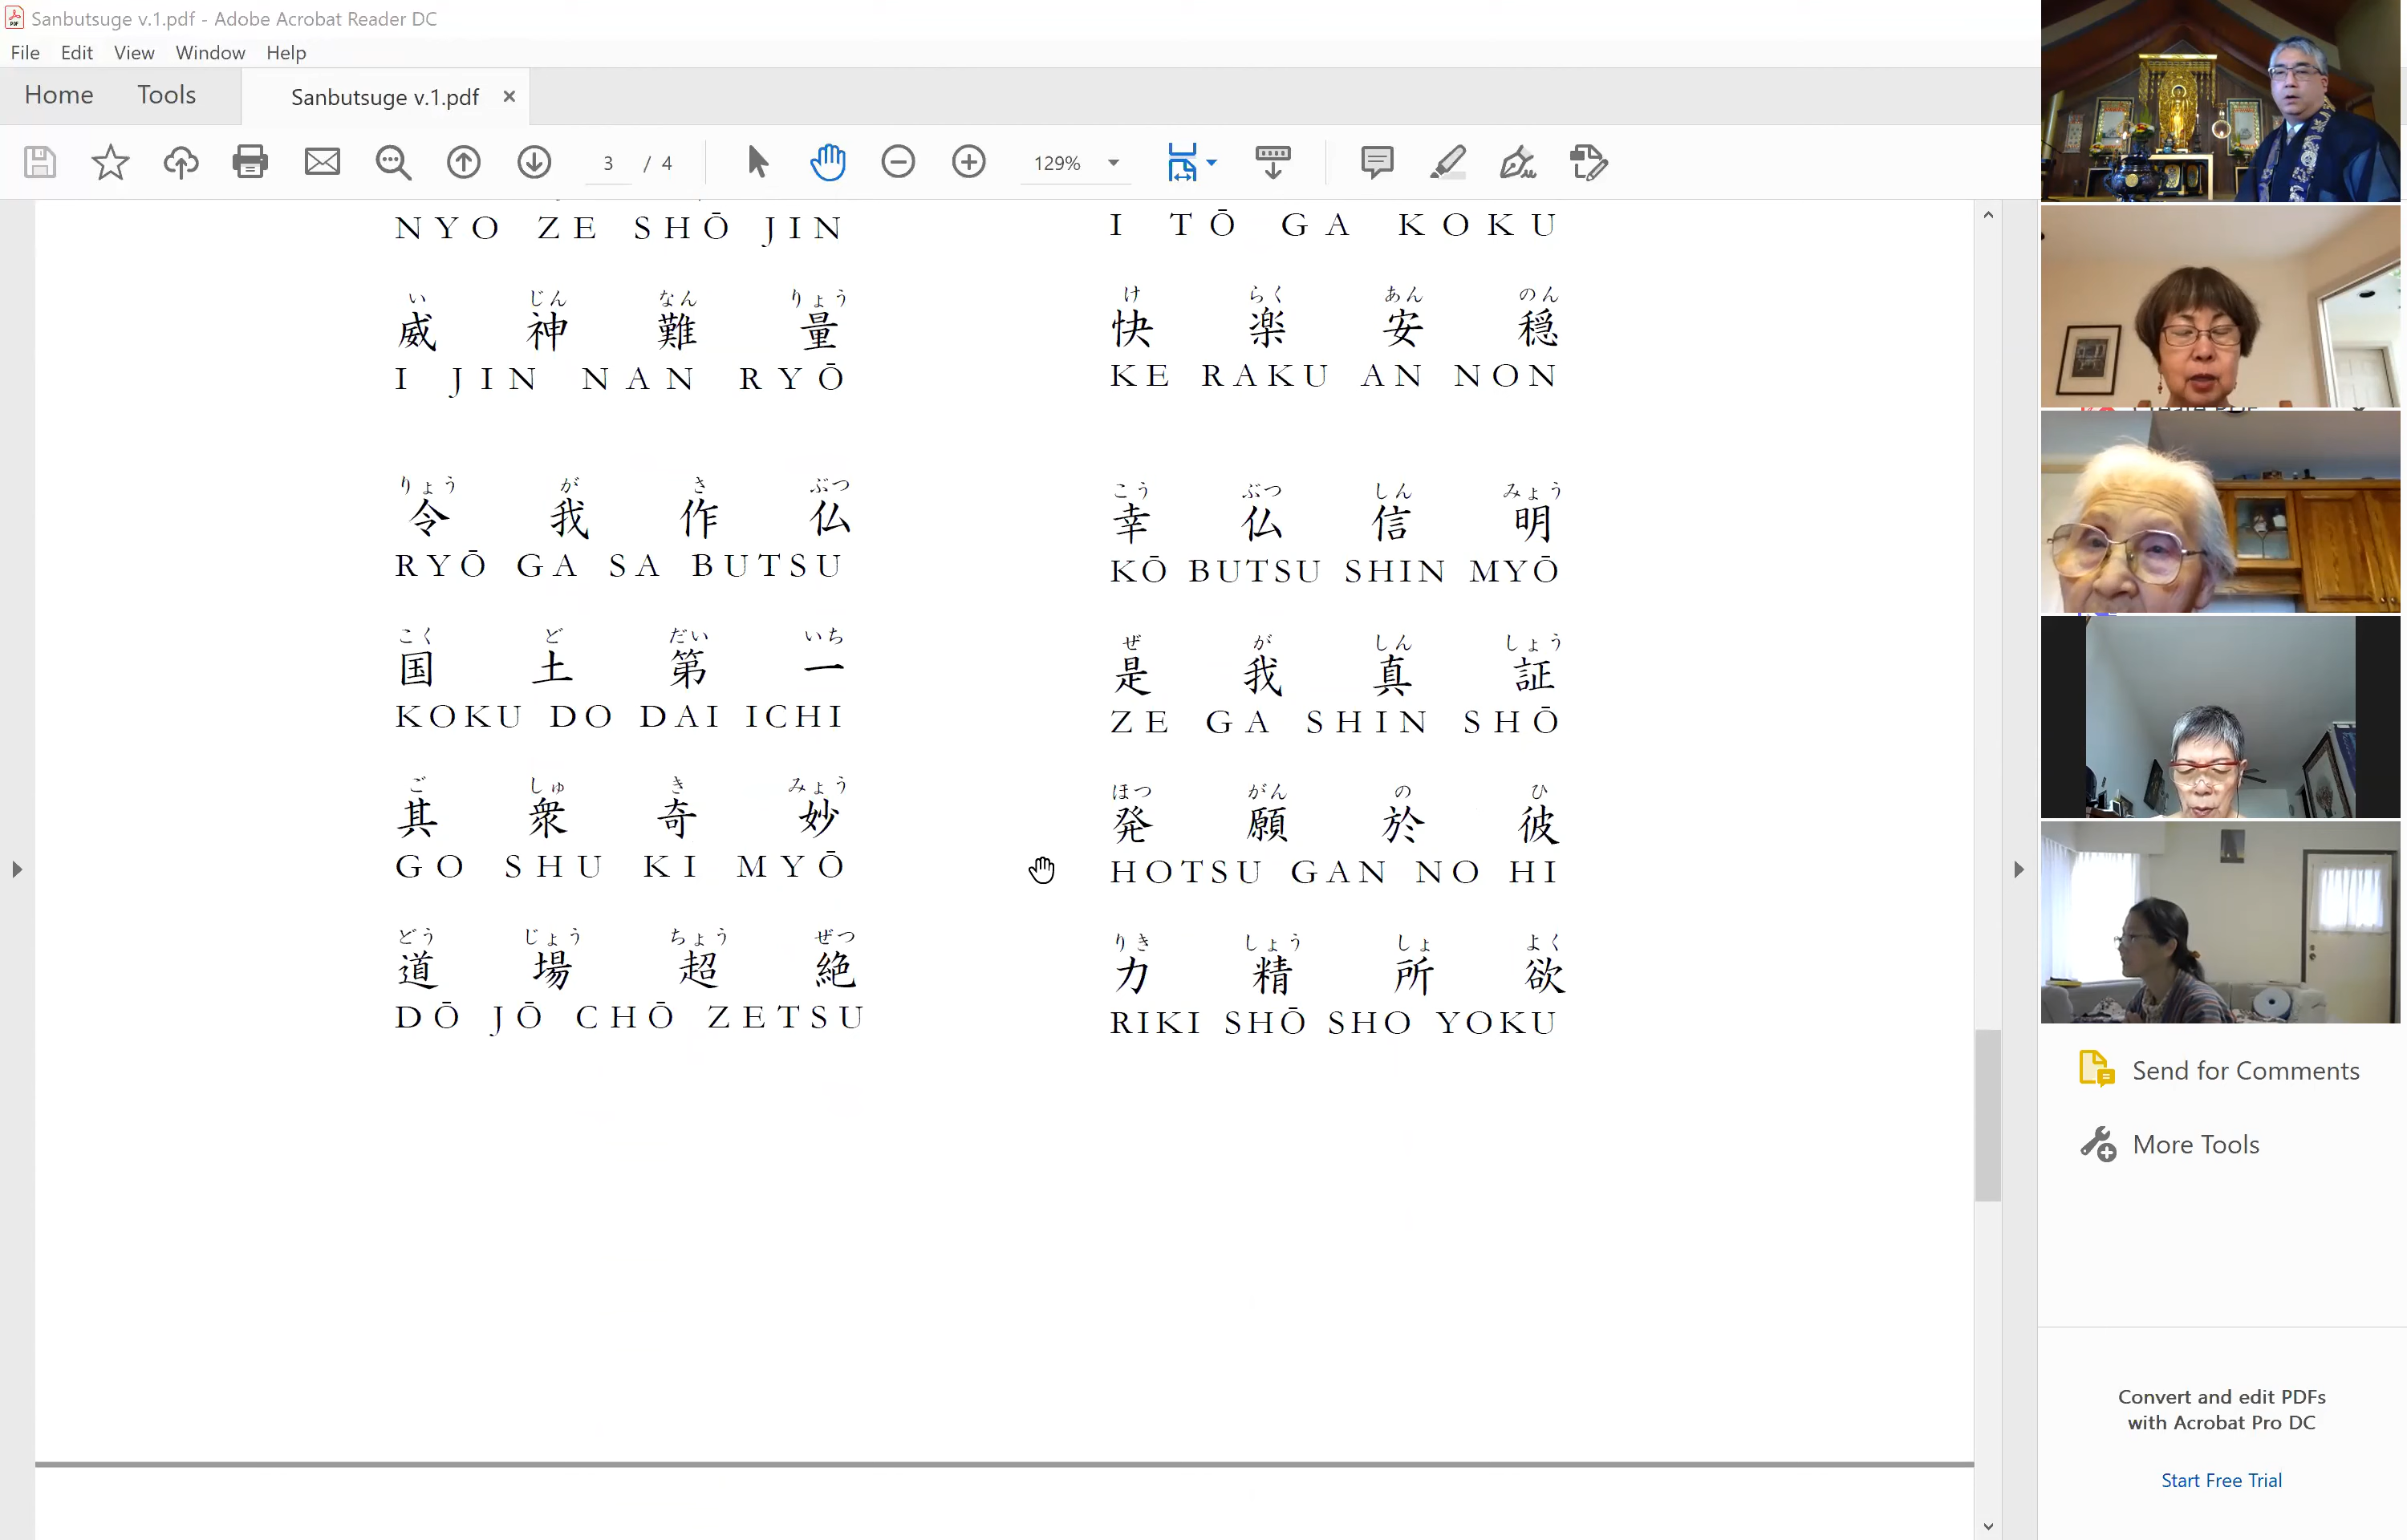 Sanbutsuge v.1.pdf - Adobe Acrobat Reader DC
File Edit View Window Help
Home Tools Sanbutsuge v.1.pdf ×
3 / 4 129%
NYO ZE SHŌ JIN
い じん なん りょう
威 神 難 量
I JIN NAN RYŌ
りょう が さ ぶつ
令 我 作 仏
RYŌ GA SA BUTSU
こく ど だい いち
国 土 第 一
KOKU DO DAI ICHI
ご しゅ き みょう
其 衆 奇 妙
GO SHU KI MYŌ
どう じょう ちょう ぜつ
道 場 超 絶
DŌ JŌ CHŌ ZETSU
I TŌ GA KOKU
け らく あん のん
快 楽 安 穏
KE RAKU AN NON
こう ぶつ しん みょう
幸 仏 信 明
KŌ BUTSU SHIN MYŌ
ぜ が しん しょう
是 我 真 証
ZE GA SHIN SHŌ
ほつ がん の ひ
発 願 於 彼
HOTSU GAN NO HI
りき しょう しょ よく
力 精 所 欲
RIKI SHŌ SHO YOKU
Send for Comments
More Tools
Convert and edit PDFs
with Acrobat Pro DC
Start Free Trial